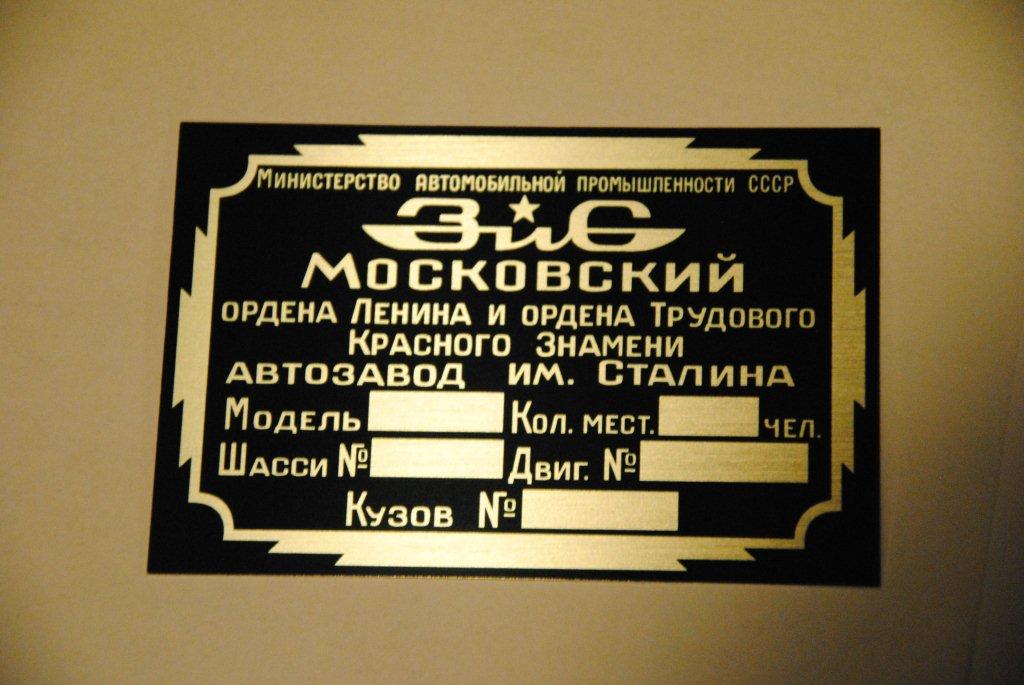 Министерство автомобильной промышленности СССР
ЗиС
Московский
ордена Ленина и ордена Трудового
Красного Знамени
автозавод им. Сталина
Модель Кол. мест. чел.
Шасси № Двиг. №
Кузов №